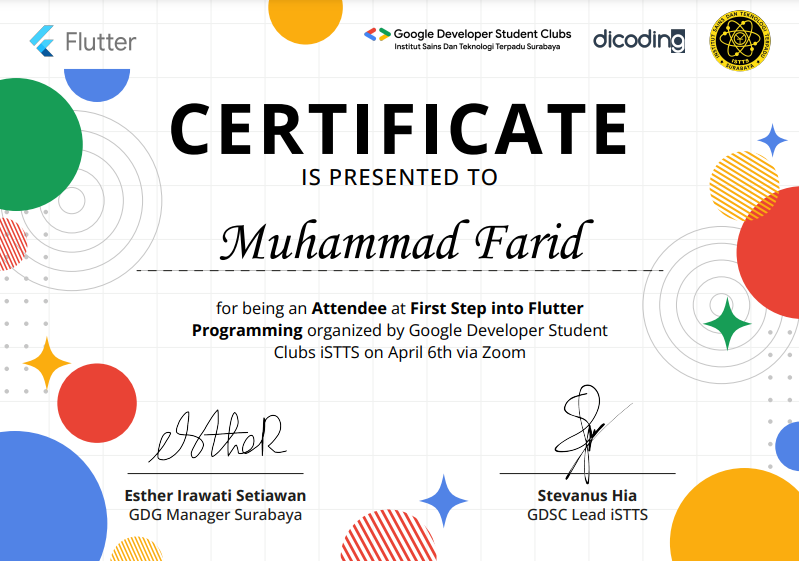 Flutter
Google Developer Student Clubs
Institut Sains Dan Teknologi Terpadu Surabaya
dicoding
INSTITUT SAINS DAN TEKNOLOGI TERPADU
iSTTS
SURABAYA
CERTIFICATE
IS PRESENTED TO
Muhammad Farid
for being an Attendee at First Step into Flutter
Programming organized by Google Developer Student
Clubs iSTTS on April 6th via Zoom
Esther
Esther Irawati Setiawan
GDG Manager Surabaya
Stevanus Hia
GDSC Lead iSTTS